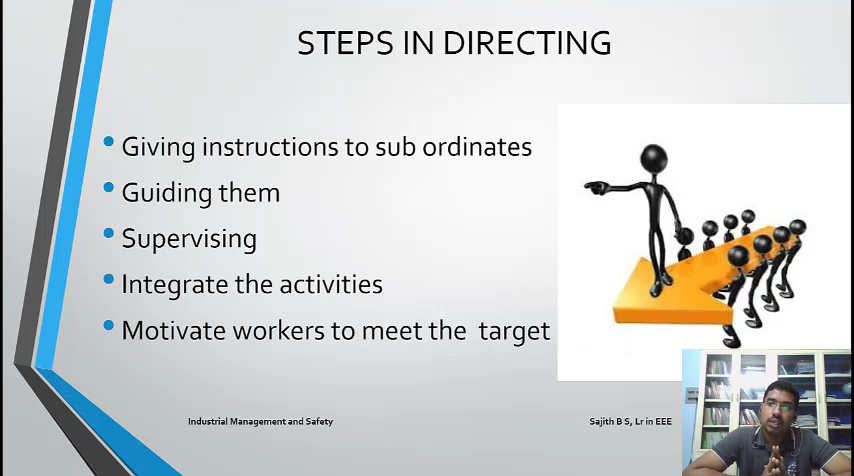 STEPS IN DIRECTING
• Giving instructions to sub ordinates
• Guiding them
• Supervising
• Integrate the activities
• Motivate workers to meet the target
Industrial Management and Safety
Sajith B S, Lr in EEE